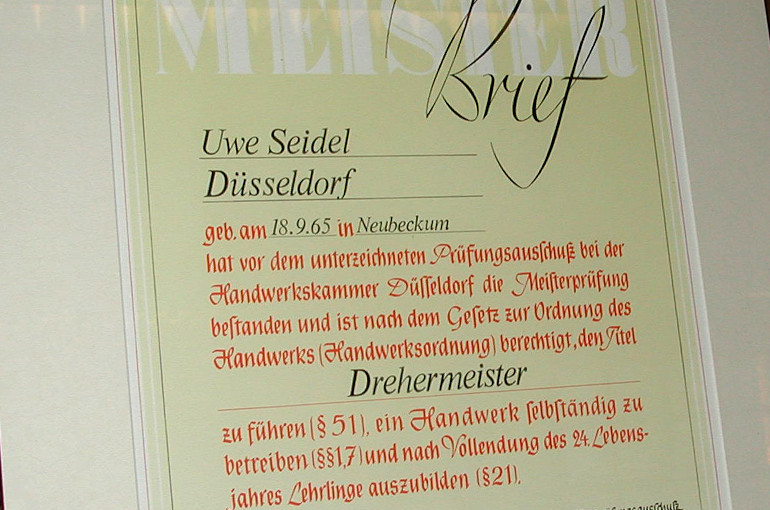 MEISTER
Brief
Uwe Seidel
Düsseldorf
geb. am 18.9.65 in Neubeckum
hat vor dem unterzeichneten Prüfungsausſchuß bei der
Handwerkskammer Düſſeldorf die Meiſterprüfung
beſtanden und ist nach dem Geſetz zur Ordnung des
Handwerks (Handwerksordnung) berechtigt, den Titel
Drehermeister
zu führen (§ 51), ein Handwerk ſelbſtändig zu
betreiben (§§1,7) und nach Vollendung des 24. Lebens-
jahres Lehrlinge auszubilden (§21).